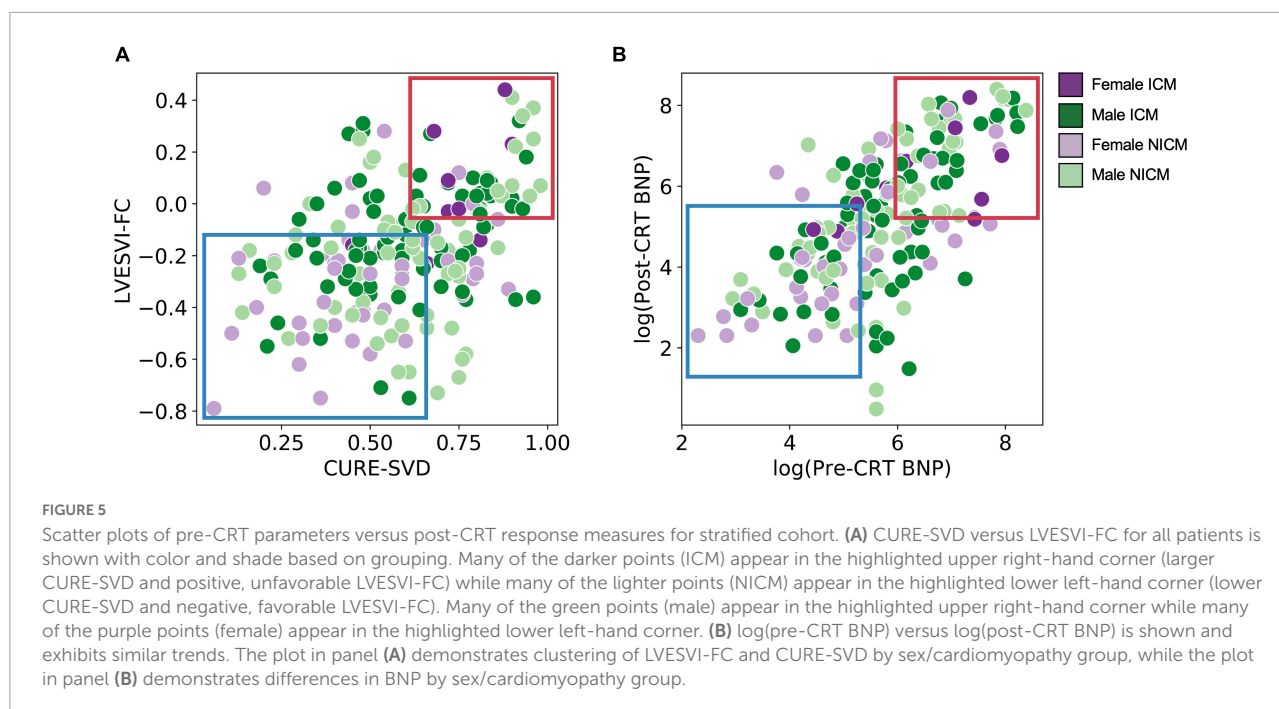 A
B
LVESVI-FC
0.4
0.2
0.0
−0.2
−0.4
−0.6
−0.8
0.25
0.50
0.75
1.00
CURE-SVD
log(Post-CRT BNP)
8
6
4
2
2
4
6
8
log(Pre-CRT BNP)
Female ICM
Male ICM
Female NICM
Male NICM
FIGURE 5
Scatter plots of pre-CRT parameters versus post-CRT response measures for stratified cohort. (A) CURE-SVD versus LVESVI-FC for all patients is
shown with color and shade based on grouping. Many of the darker points (ICM) appear in the highlighted upper right-hand corner (larger
CURE-SVD and positive, unfavorable LVESVI-FC) while many of the lighter points (NICM) appear in the highlighted lower left-hand corner (lower
CURE-SVD and negative, favorable LVESVI-FC). Many of the green points (male) appear in the highlighted upper right-hand corner while many
of the purple points (female) appear in the highlighted lower left-hand corner. (B) log(pre-CRT BNP) versus log(post-CRT BNP) is shown and
exhibits similar trends. The plot in panel (A) demonstrates clustering of LVESVI-FC and CURE-SVD by sex/cardiomyopathy group, while the plot
in panel (B) demonstrates differences in BNP by sex/cardiomyopathy group.